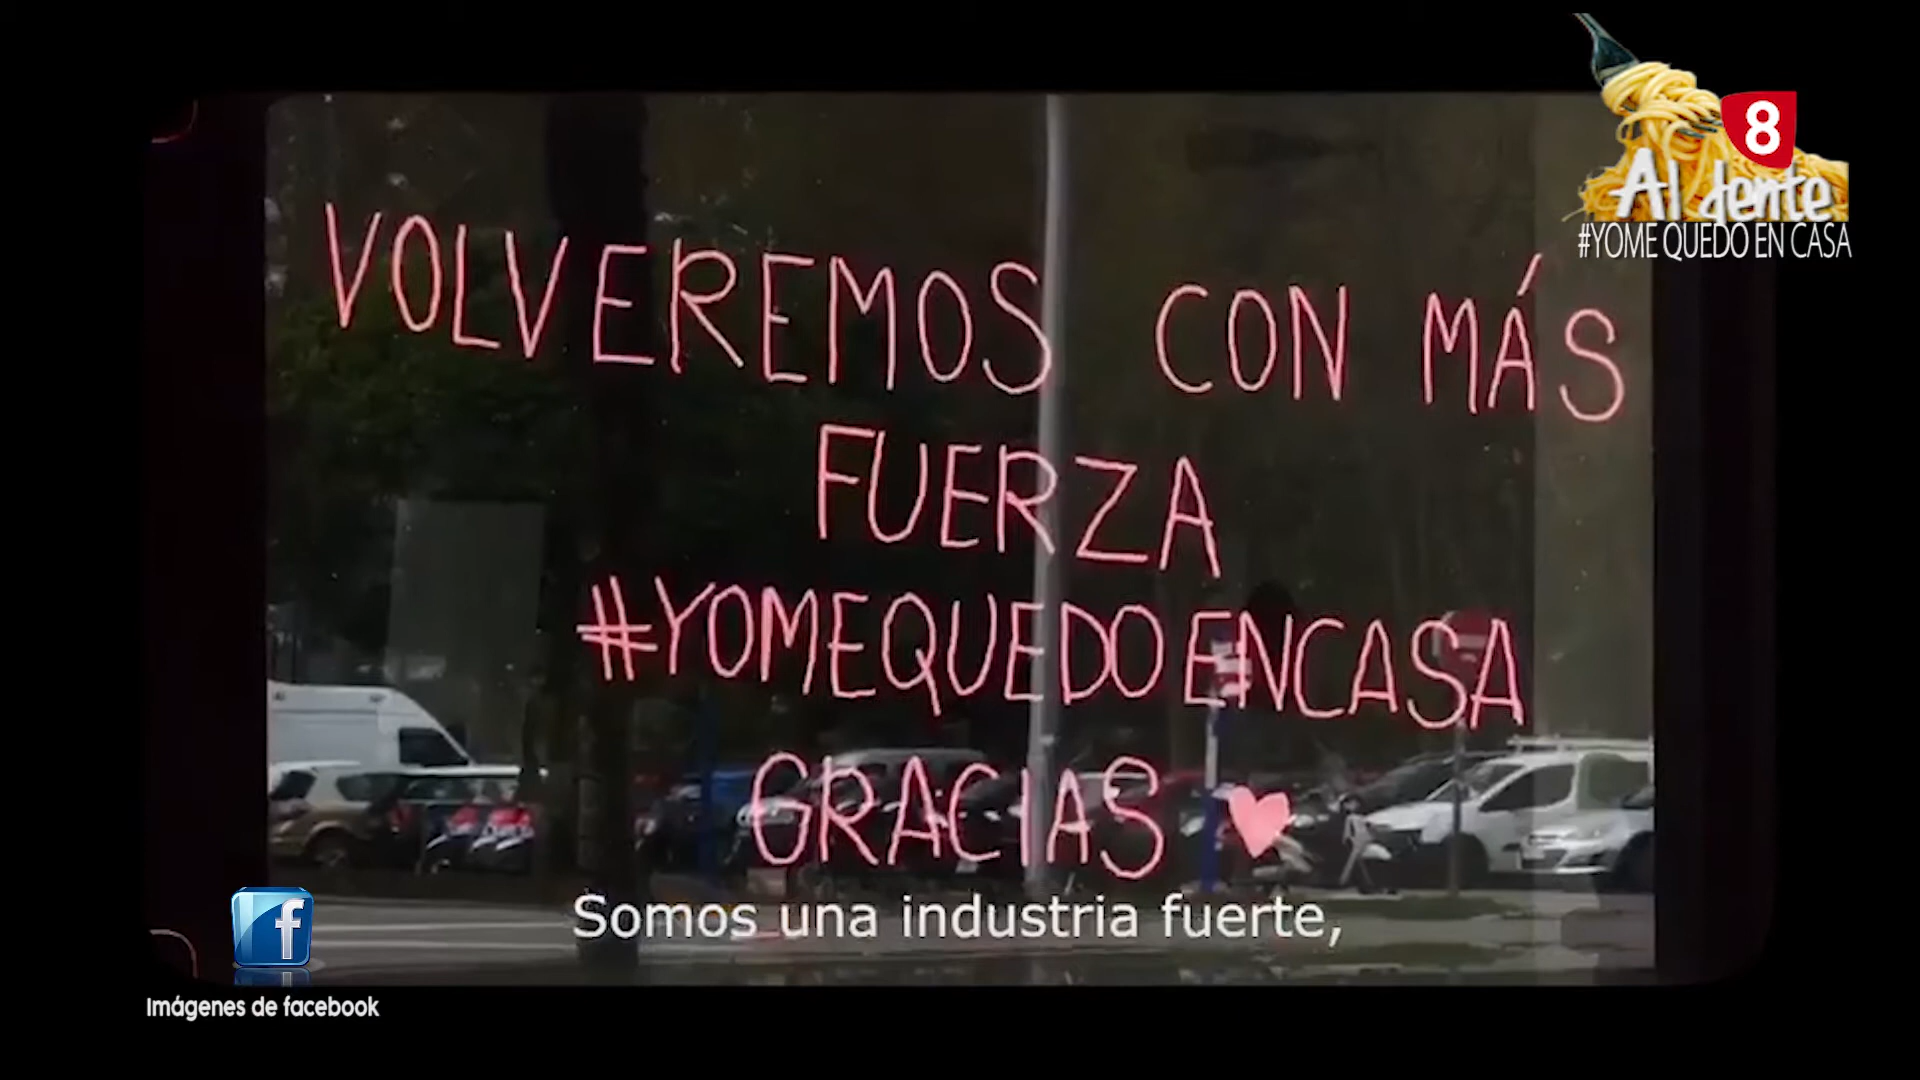 8
Al dente
#YOME QUEDO EN CASA
VOLVEREMOS CON MÁS
FUERZA
#YOMEQUEDOENCASA
GRACIAS
Somos una industria fuerte,
f
Imágenes de facebook